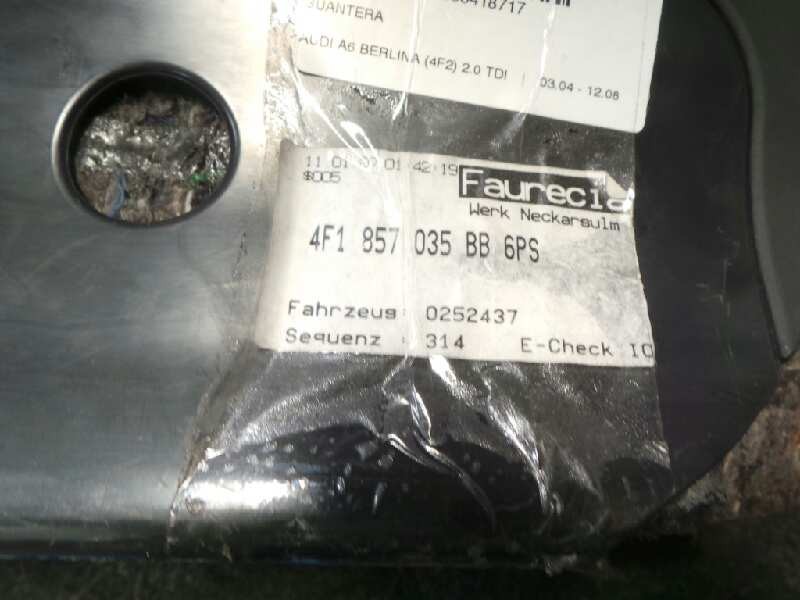 GUANTERA
AUDI A6 BERLINA (4F2) 2.0 TDI | 03.04 - 12.08
$005
Faurecia
Werk Neckarsulm
4F1 857 035 BB 6PS
Fahrzeug: 0252437
Sequenz : 314 E-Check IO